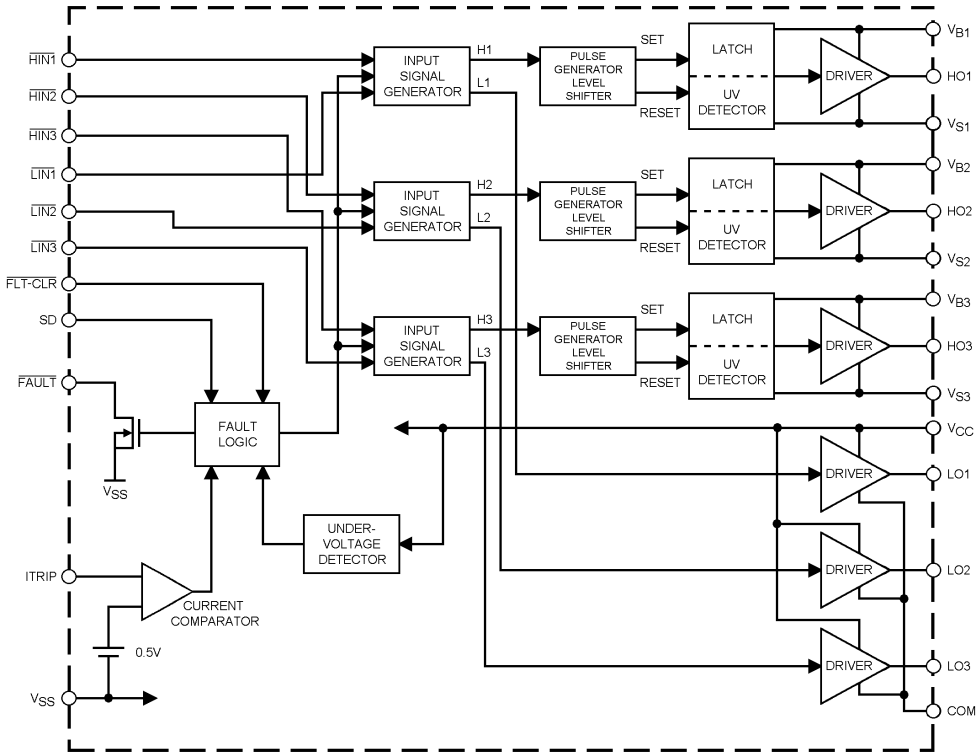 HIN1
HIN2
HIN3
LIN1
LIN2
LIN3
FLT-CLR
SD
FAULT
VSS
ITRIP
0.5V
VSS
FAULT
LOGIC
CURRENT
COMPARATOR
UNDER-
VOLTAGE
DETECTOR
INPUT
SIGNAL
GENERATOR
H1
L1
PULSE
GENERATOR
LEVEL
SHIFTER
SET
RESET
LATCH
UV
DETECTOR
DRIVER
VB1
HO1
VS1
INPUT
SIGNAL
GENERATOR
H2
L2
PULSE
GENERATOR
LEVEL
SHIFTER
SET
RESET
LATCH
UV
DETECTOR
DRIVER
VB2
HO2
VS2
INPUT
SIGNAL
GENERATOR
H3
L3
PULSE
GENERATOR
LEVEL
SHIFTER
SET
RESET
LATCH
UV
DETECTOR
DRIVER
VB3
HO3
VS3
VCC
DRIVER
LO1
DRIVER
LO2
DRIVER
LO3
COM